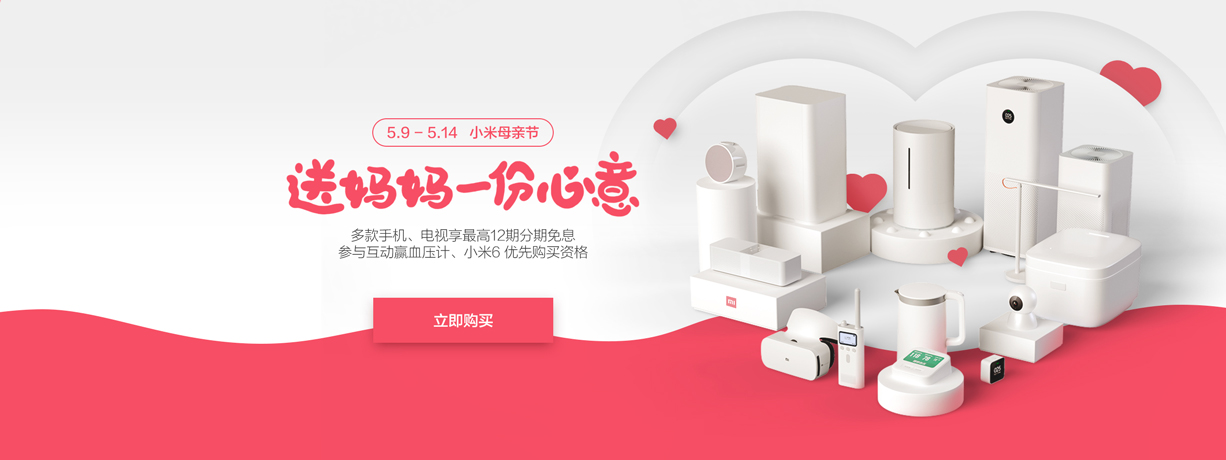 5.9 – 5.14 小米母亲节
送妈妈一份心意
多款手机、电视享最高12期分期免息
参与互动赢血压计、小米6 优先购买资格
立即购买
mi